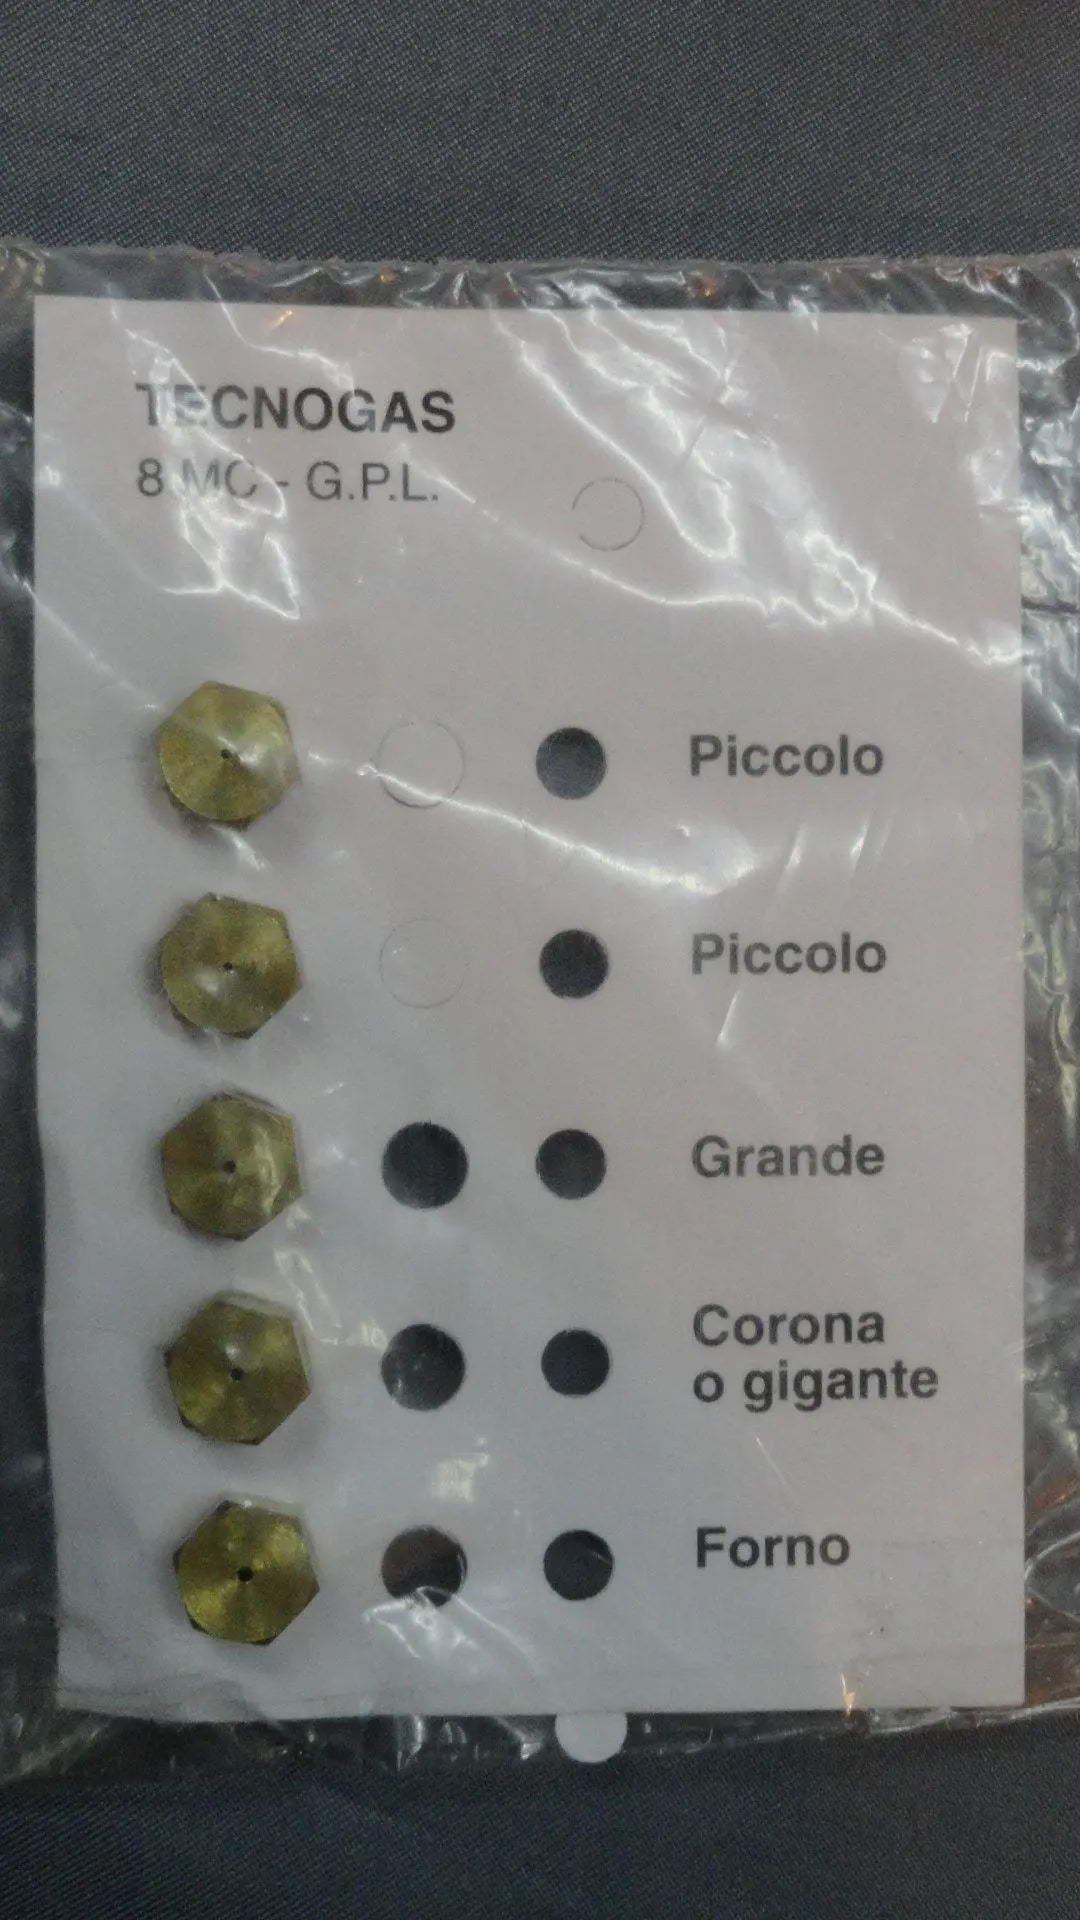 TECNOGAS
8 MC - G.P.L.
Piccolo
Piccolo
Grande
Corona
o gigante
Forno